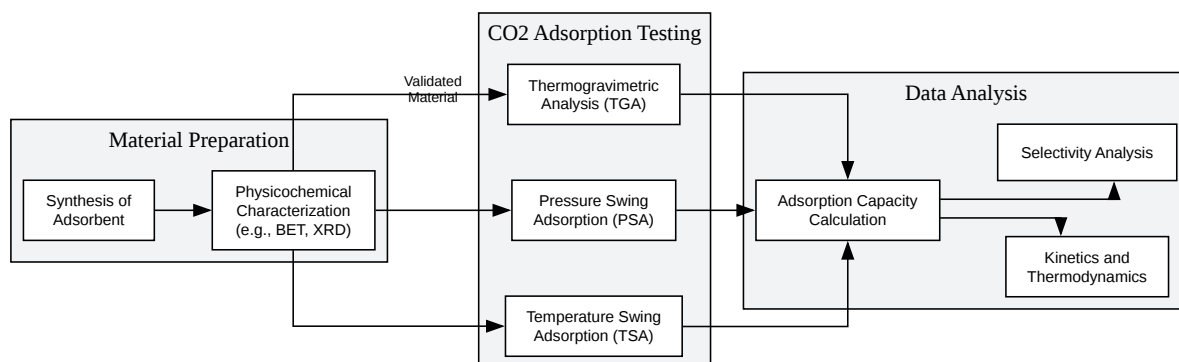 Material Preparation
Synthesis of
Adsorbent
Physicochemical
Characterization
(e.g., BET, XRD)
Validated
Material
CO2 Adsorption Testing
Thermogravimetric
Analysis (TGA)
Pressure Swing
Adsorption (PSA)
Temperature Swing
Adsorption (TSA)
Data Analysis
Adsorption Capacity
Calculation
Selectivity Analysis
Kinetics and
Thermodynamics